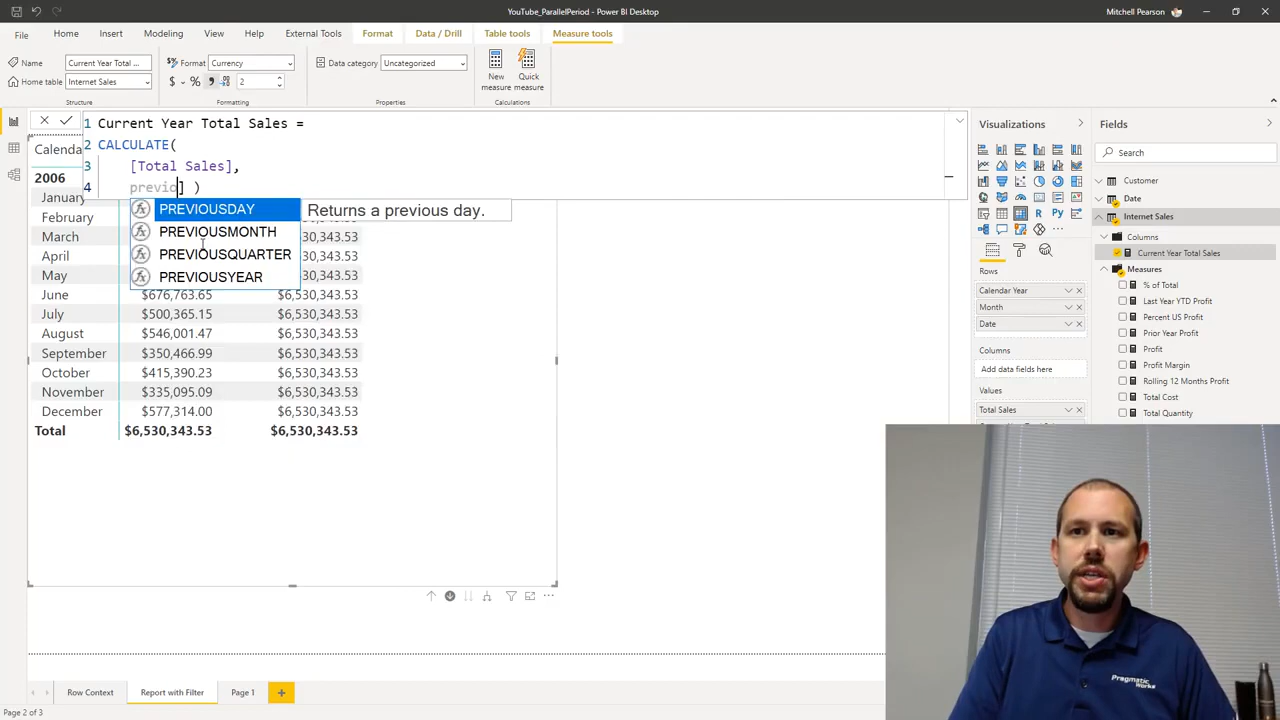 YouTube_ParallelPeriod - Power BI Desktop
Mitchell Pearson
File Home Insert Modeling View Help External Tools Format Data / Drill Table tools Measure tools
Name Current Year Total ...
Home table Internet Sales
Structure
Format Currency
$ % 2
Formatting
Data category Uncategorized
Properties
New measure
Quick measure
Calculations
1 Current Year Total Sales =
2 CALCULATE(
3 [Total Sales],
4 previo] )
PREVIOUSDAY Returns a previous day.
PREVIOUSMONTH
PREVIOUSQUARTER
PREVIOUSYEAR
Calenda
2006
January
February
March
April
May
June $676,763.65 $6,530,343.53
July $500,365.15 $6,530,343.53
August $546,001.47 $6,530,343.53
September $350,466.99 $6,530,343.53
October $415,390.23 $6,530,343.53
November $335,095.09 $6,530,343.53
December $577,314.00 $6,530,343.53
Total $6,530,343.53 $6,530,343.53
Visualizations
Rows
Calendar Year
Month
Date
Columns
Add data fields here
Values
Total Sales
Fields
Search
Customer
Date
Internet Sales
Columns
Current Year Total Sales
Measures
% of Total
Last Year YTD Profit
Percent US Profit
Prior Year Profit
Profit
Profit Margin
Rolling 12 Months Profit
Total Cost
Total Quantity
Pragmatic
Works
Row Context Report with Filter Page 1
Page 2 of 3